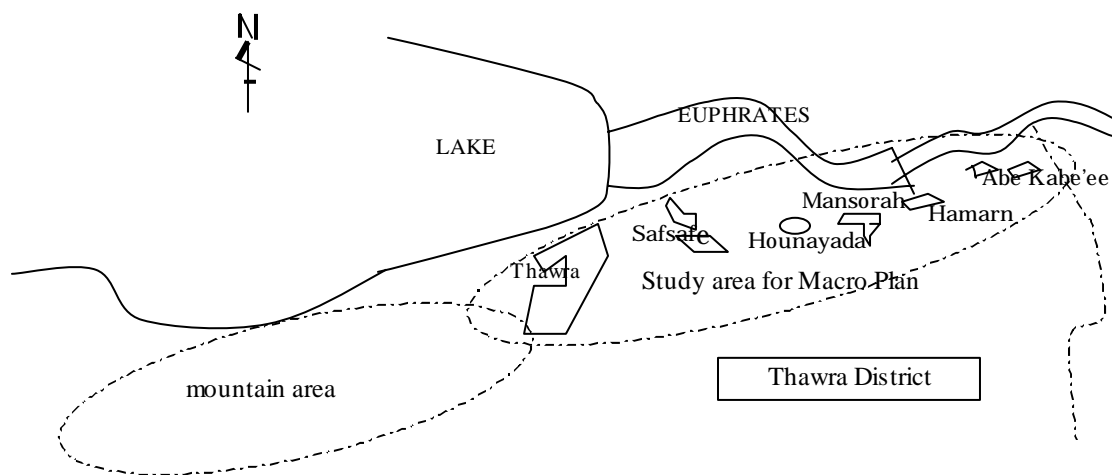 N
EUPHRATES
LAKE
Abe Kabe'ee
Mansorah
Hamarn
Safsafe
Hounayada
Thawra
Study area for Macro Plan
Thawra District
mountain area